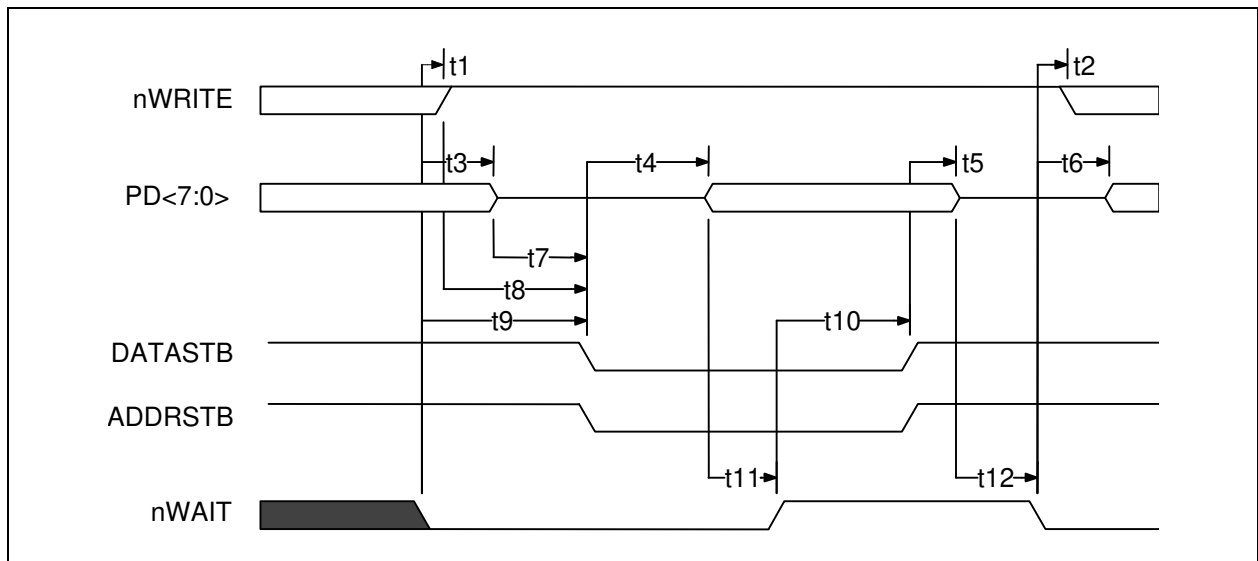 t1 t2
nWRITE
t3 t4 t5 t6
PD<7:0>
t7
t8
t9 t10
DATASTB
ADDRSTB
t11 t12
nWAIT